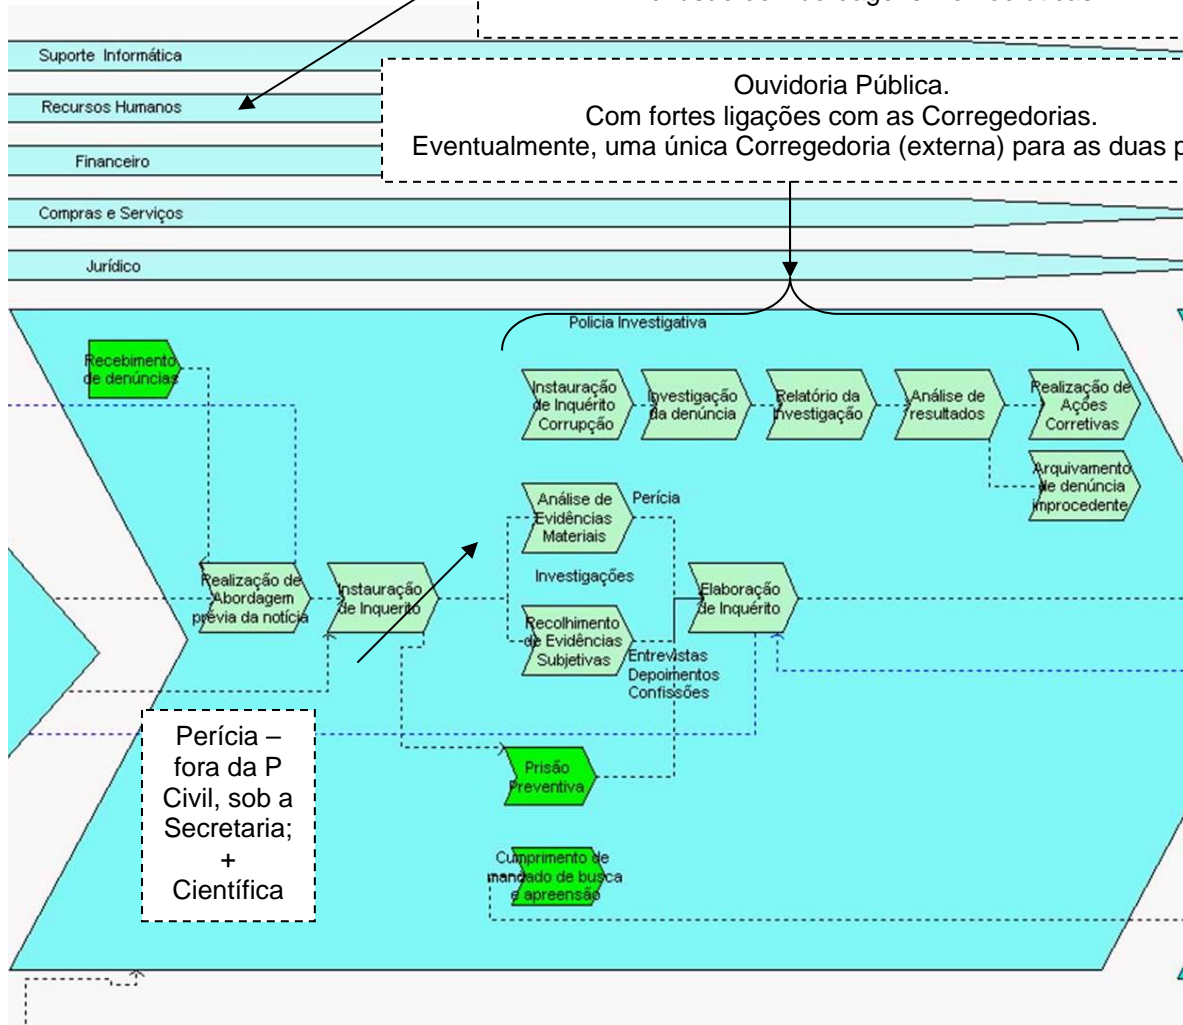 Suporte Informática
Recursos Humanos
Financeiro
Compras e Serviços
Jurídico
Ouvidoria Pública.
Com fortes ligações com as Corregedorias.
Eventualmente, uma única Corregedoria (externa) para as duas p
Policia Investigativa
Recebimento
de denúncias
Instauração
de Inquérito
Corrupção
Investigação
da denúncia
Relatório da
Investigação
Análise de
resultados
Realização de
Ações
Corretivas
Arquivamento
de denúncia
improcedente
Análise de
Evidências
Materiais
Perícia
Investigações
Realização de
Abordagem
prévia da notícia
Instauração
de Inquerito
Recolhimento
de Evidências
Subjetivas
Entrevistas
Depoimentos
Confissões
Elaboração
de Inquérito
Perícia –
fora da P
Civil, sob a
Secretaria;
+
Científica
Prisão
Preventiva
Cumprimento de
mandado de busca
e apreensão